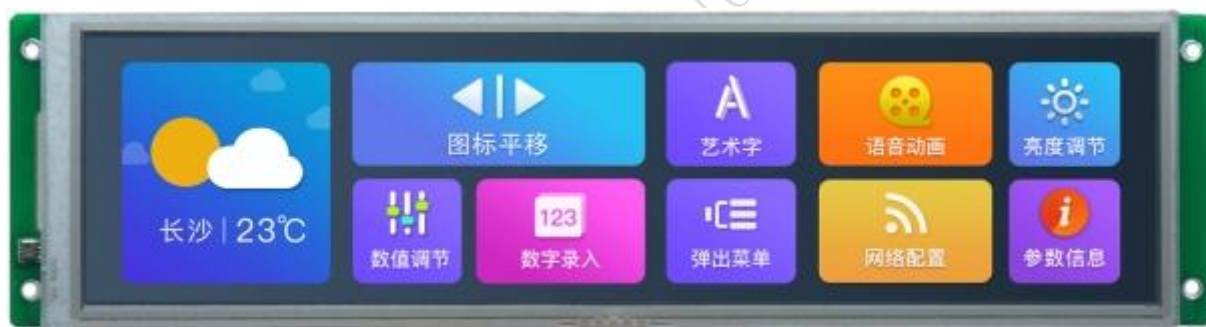 图标平移
艺术字
语音动画
亮度调节
长沙 | 23℃
数值调节
123
数字录入
弹出菜单
网络配置
参数信息